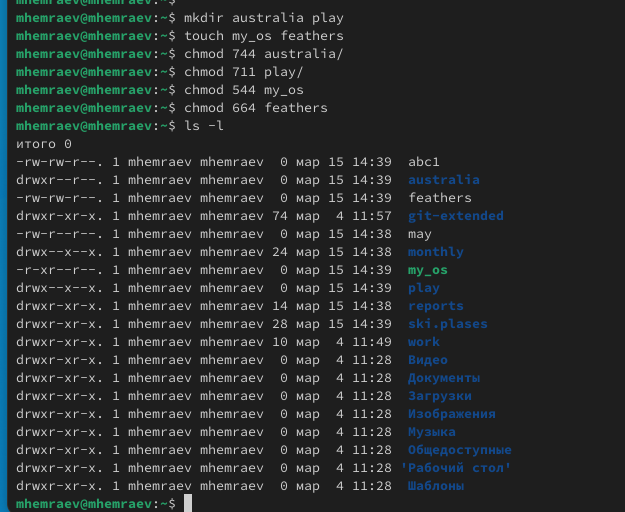 mhemraev@mhemraev:~$ mkdir australia play
mhemraev@mhemraev:~$ touch my_os feathers
mhemraev@mhemraev:~$ chmod 744 australia/
mhemraev@mhemraev:~$ chmod 711 play/
mhemraev@mhemraev:~$ chmod 544 my_os
mhemraev@mhemraev:~$ chmod 664 feathers
mhemraev@mhemraev:~$ ls -l
итого 0
-rw-rw-r--. 1 mhemraev mhemraev  0 мар 15 14:39  abc1
drwxr--r--. 1 mhemraev mhemraev  0 мар 15 14:39  australia
-rw-rw-r--. 1 mhemraev mhemraev  0 мар 15 14:39  feathers
drwxr-xr-x. 1 mhemraev mhemraev 74 мар  4 11:57  git-extended
-rw-r--r--. 1 mhemraev mhemraev  0 мар 15 14:38  may
drwx--x--x. 1 mhemraev mhemraev 24 мар 15 14:38  monthly
-r-xr--r--. 1 mhemraev mhemraev  0 мар 15 14:39  my_os
drwx--x--x. 1 mhemraev mhemraev  0 мар 15 14:39  play
drwxr-xr-x. 1 mhemraev mhemraev 14 мар 15 14:38  reports
drwxr-xr-x. 1 mhemraev mhemraev 28 мар 15 14:39  ski.plases
drwxr-xr-x. 1 mhemraev mhemraev 10 мар  4 11:49  work
drwxr-xr-x. 1 mhemraev mhemraev  0 мар  4 11:28  Видео
drwxr-xr-x. 1 mhemraev mhemraev  0 мар  4 11:28  Документы
drwxr-xr-x. 1 mhemraev mhemraev  0 мар  4 11:28  Загрузки
drwxr-xr-x. 1 mhemraev mhemraev  0 мар  4 11:28  Изображения
drwxr-xr-x. 1 mhemraev mhemraev  0 мар  4 11:28  Музыка
drwxr-xr-x. 1 mhemraev mhemraev  0 мар  4 11:28  Общедоступные
drwxr-xr-x. 1 mhemraev mhemraev  0 мар  4 11:28 'Рабочий стол'
drwxr-xr-x. 1 mhemraev mhemraev  0 мар  4 11:28  Шаблоны
mhemraev@mhemraev:~$